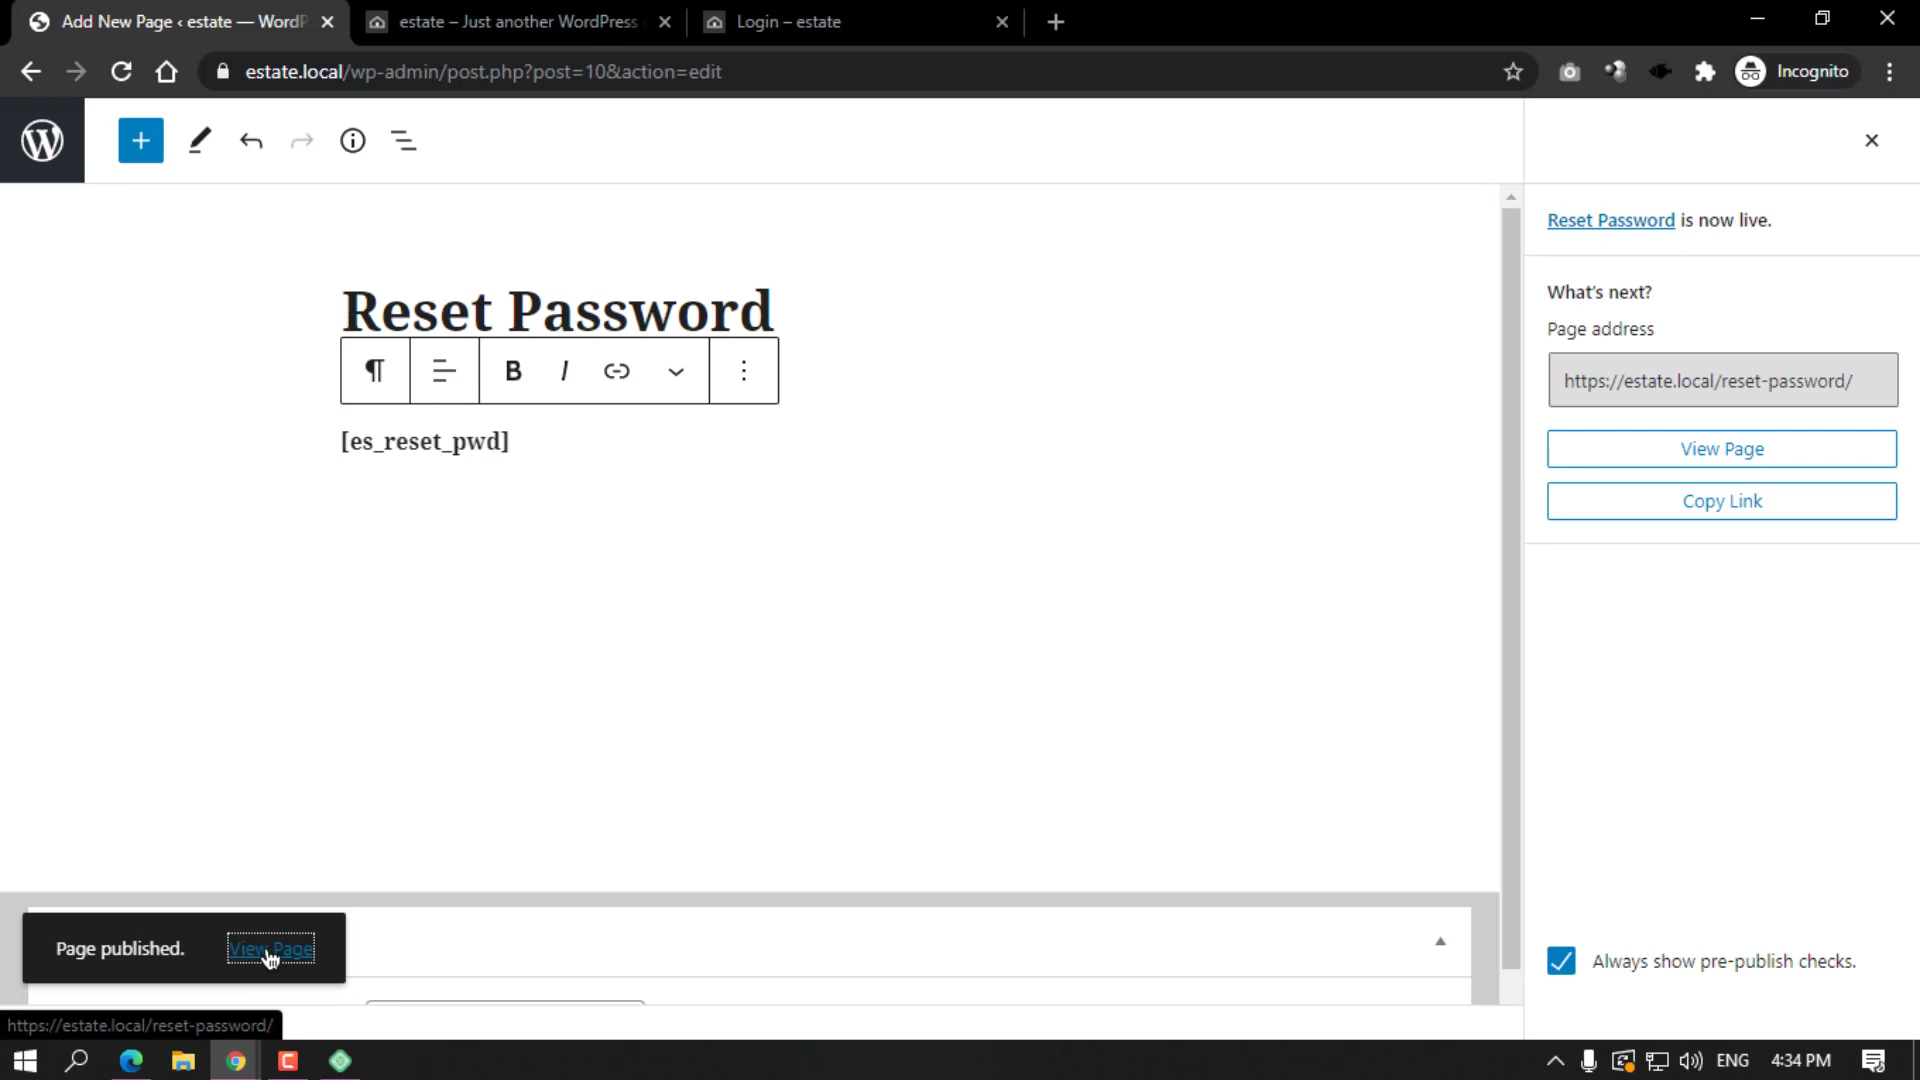 New Page ‹ estate — WordP
estate – Just another WordPress
Login – estate
estate.local/wp-admin/post.php?post=10&action=edit
Incognito
Reset Password is now live.
Reset Password
What's next?
Page address
https://estate.local/reset-password/
B I
[es_reset_pwd]
View Page
Copy Link
Page published. View Page
Always show pre-publish checks.
https://estate.local/reset-password/
ENG 4:34 PM